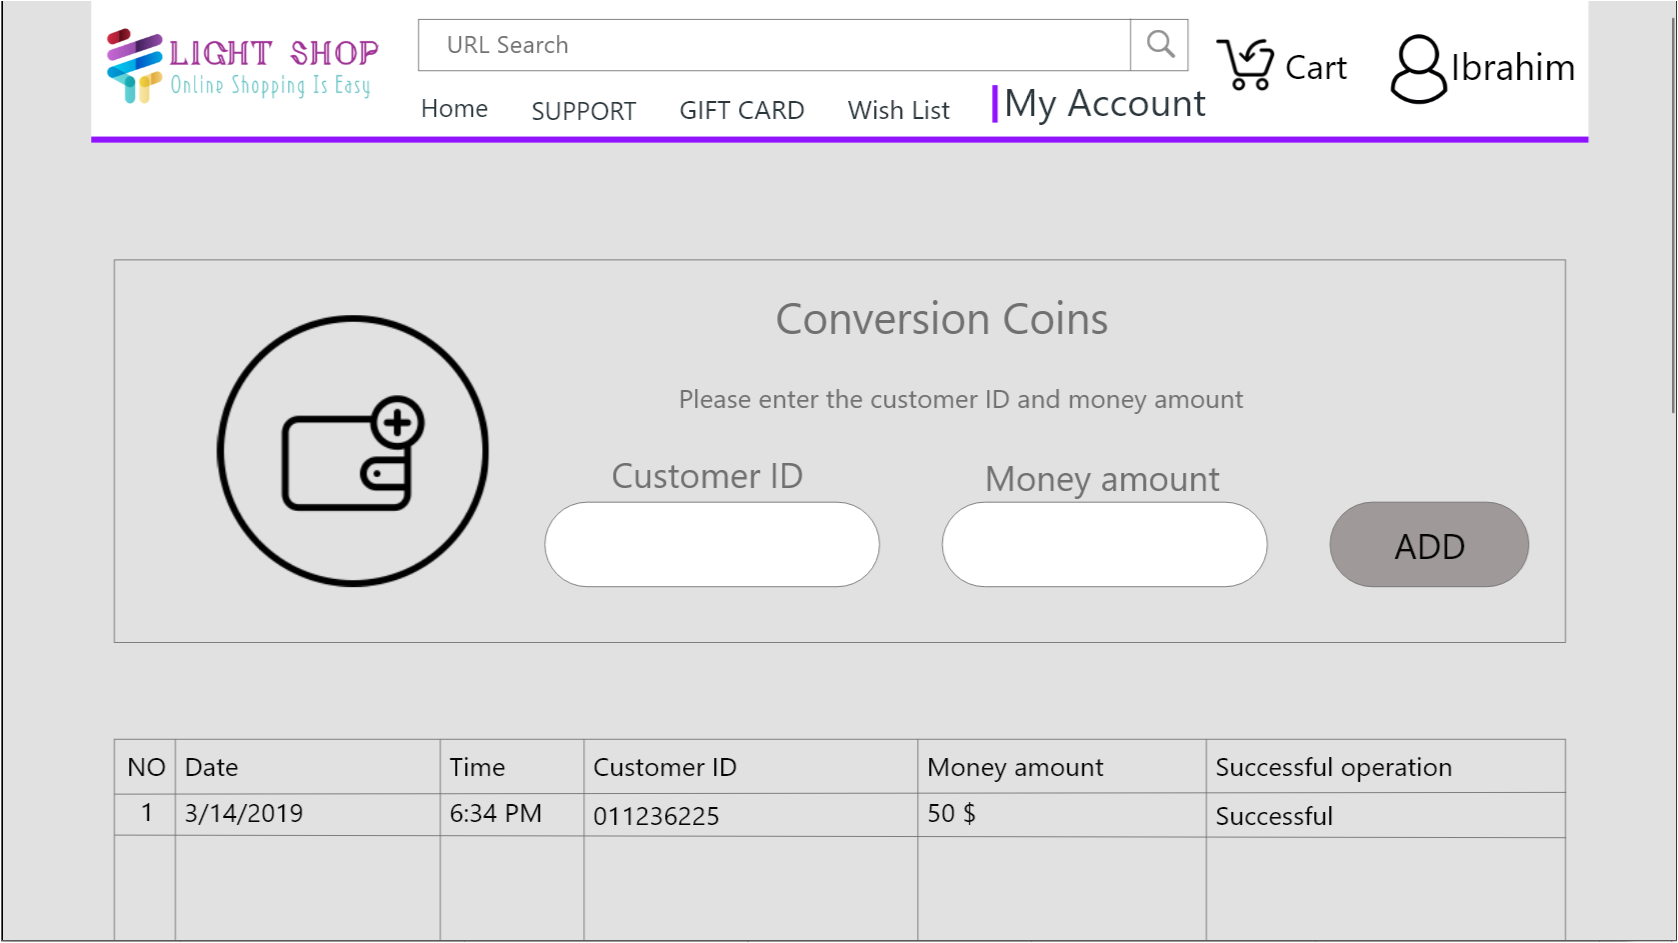 LIGHT SHOP
Online Shopping Is Easy
URL Search
Cart
Ibrahim
Home SUPPORT GIFT CARD Wish List My Account
Conversion Coins
Please enter the customer ID and money amount
Customer ID Money amount
ADD
NO Date Time Customer ID Money amount Successful operation
1 3/14/2019 6:34 PM 011236225 50 $ Successful